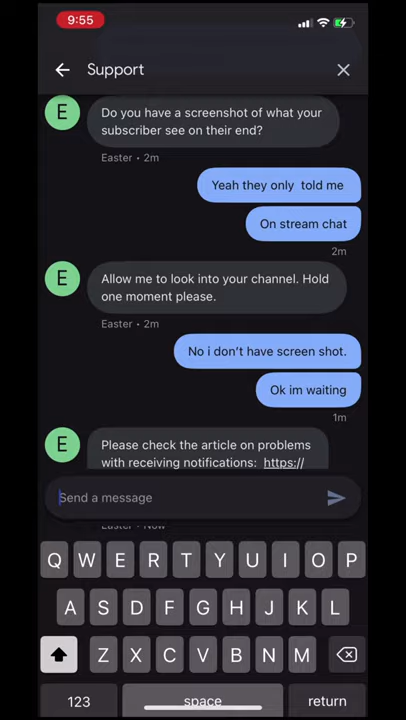 9:55
Support
E
Do you have a screenshot of what your
subscriber see on their end?
Easter • 2m
Yeah they only  told me
On stream chat
2m
E
Allow me to look into your channel. Hold
one moment please.
Easter • 2m
No i don't have screen shot.
Ok im waiting
1m
E
Please check the article on problems
with receiving notifications:  https://
Send a message
Easter • Now
Q W E R T Y U I O P
A S D F G H J K L
Z X C V B N M
123 space return